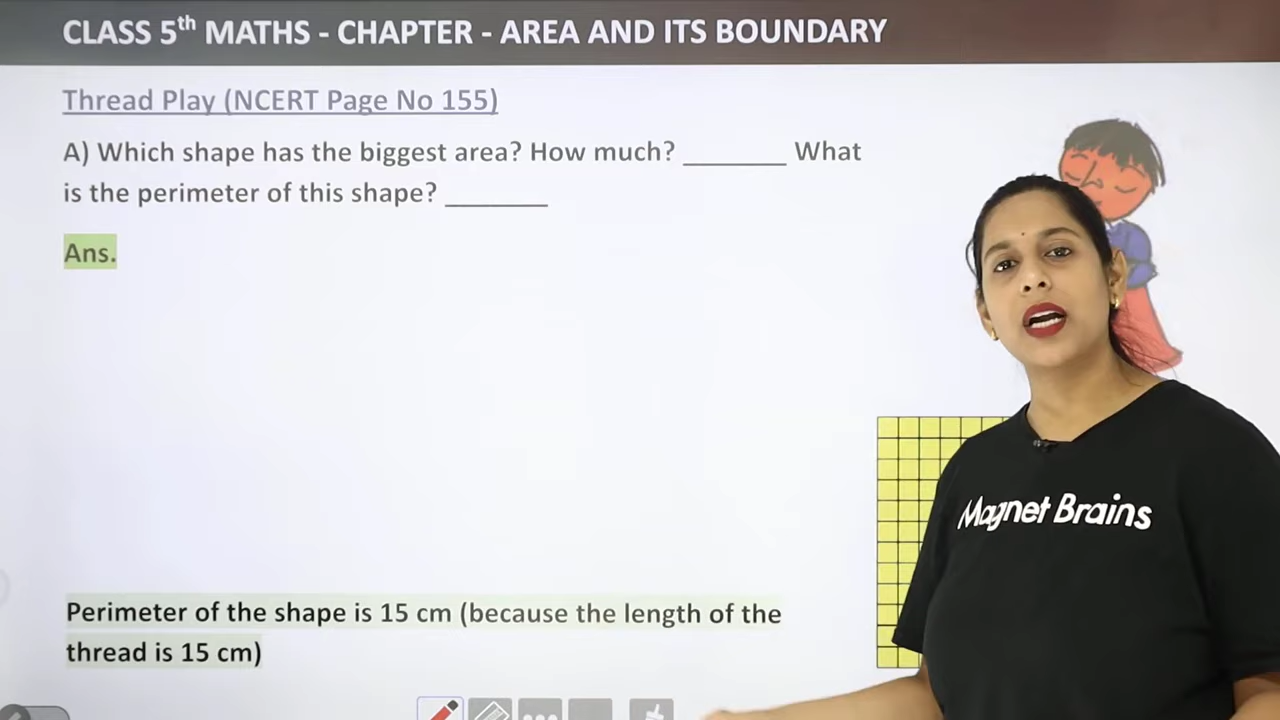 CLASS 5th MATHS - CHAPTER - AREA AND ITS BOUNDARY
Thread Play (NCERT Page No 155)
A) Which shape has the biggest area? How much? ________ What
is the perimeter of this shape? ________
Ans.
Magnet Brains
Perimeter of the shape is 15 cm (because the length of the
thread is 15 cm)